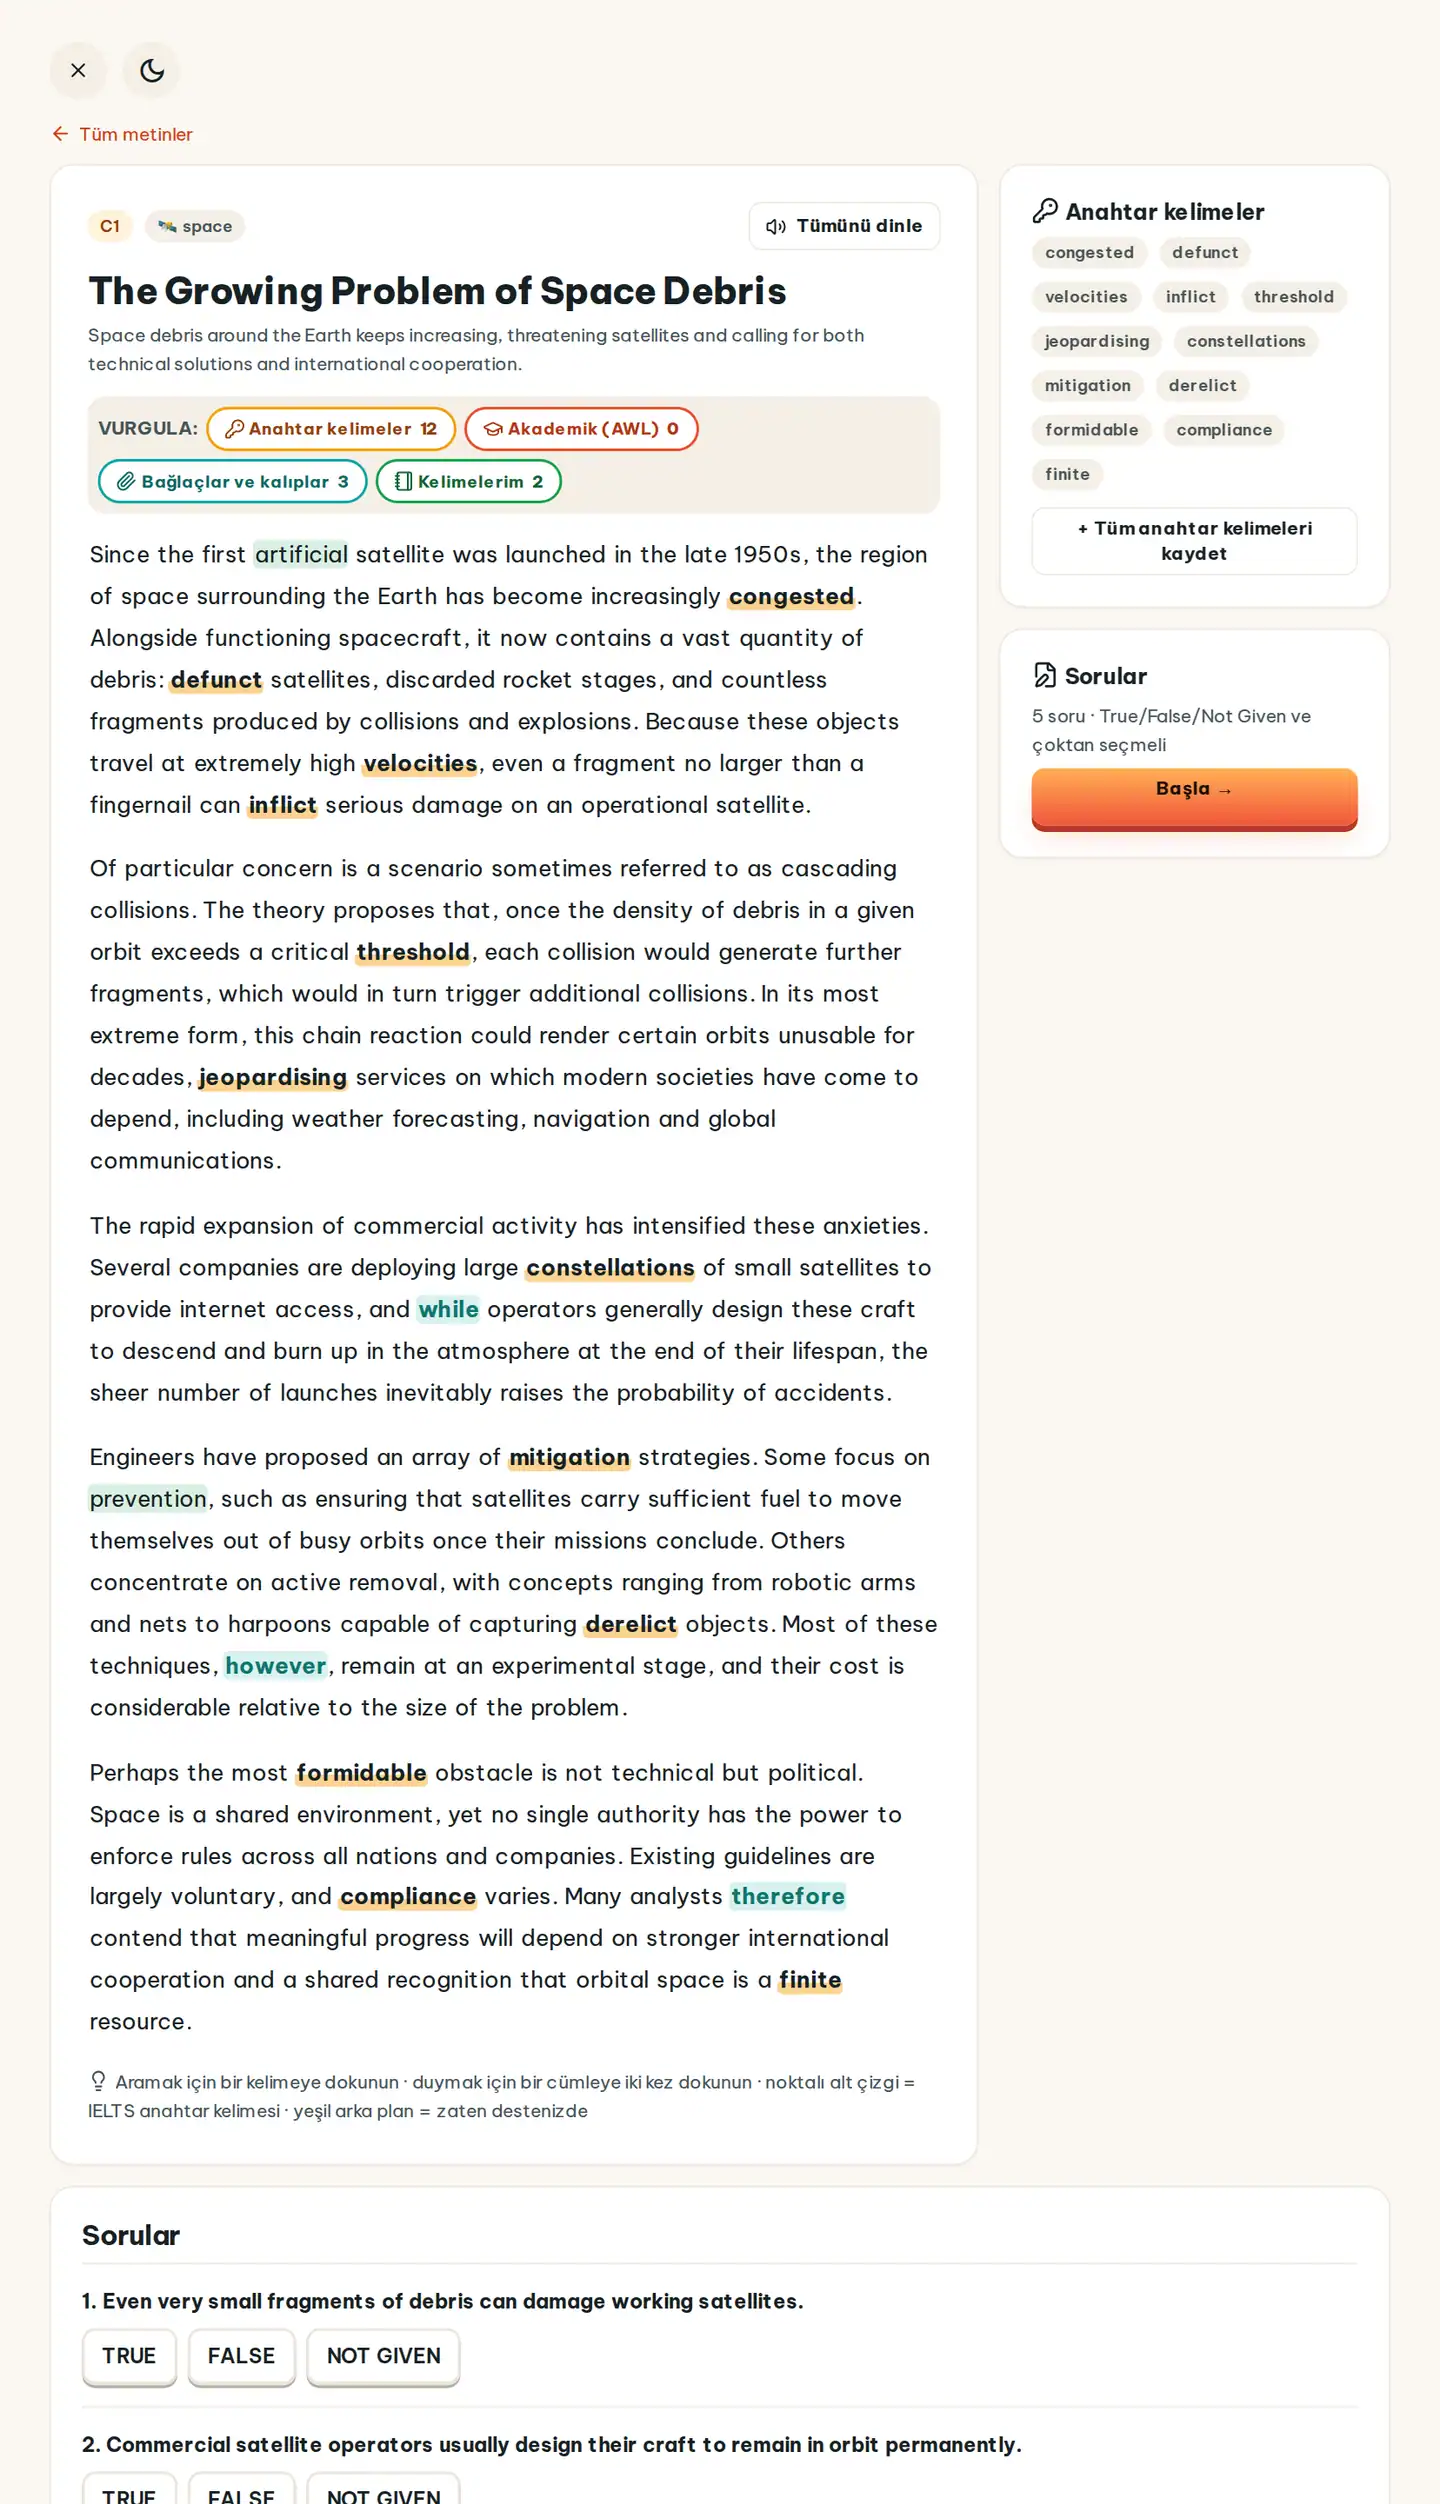 Tüm metinler
C1
space
Tümünü dinle
The Growing Problem of Space Debris
Space debris around the Earth keeps increasing, threatening satellites and calling for both
technical solutions and international cooperation.
VURGULA:
Anahtar kelimeler 12
Akademik (AWL) 0
Bağlaçlar ve kalıplar 3
Kelimelerim 2
Since the first artificial satellite was launched in the late 1950s, the region
of space surrounding the Earth has become increasingly congested.
Alongside functioning spacecraft, it now contains a vast quantity of
debris: defunct satellites, discarded rocket stages, and countless
fragments produced by collisions and explosions. Because these objects
travel at extremely high velocities, even a fragment no larger than a
fingernail can inflict serious damage on an operational satellite.
Of particular concern is a scenario sometimes referred to as cascading
collisions. The theory proposes that, once the density of debris in a given
orbit exceeds a critical threshold, each collision would generate further
fragments, which would in turn trigger additional collisions. In its most
extreme form, this chain reaction could render certain orbits unusable for
decades, jeopardising services on which modern societies have come to
depend, including weather forecasting, navigation and global
communications.
The rapid expansion of commercial activity has intensified these anxieties.
Several companies are deploying large constellations of small satellites to
provide internet access, and while operators generally design these craft
to descend and burn up in the atmosphere at the end of their lifespan, the
sheer number of launches inevitably raises the probability of accidents.
Engineers have proposed an array of mitigation strategies. Some focus on
prevention, such as ensuring that satellites carry sufficient fuel to move
themselves out of busy orbits once their missions conclude. Others
concentrate on active removal, with concepts ranging from robotic arms
and nets to harpoons capable of capturing derelict objects. Most of these
techniques, however, remain at an experimental stage, and their cost is
considerable relative to the size of the problem.
Perhaps the most formidable obstacle is not technical but political.
Space is a shared environment, yet no single authority has the power to
enforce rules across all nations and companies. Existing guidelines are
largely voluntary, and compliance varies. Many analysts therefore
contend that meaningful progress will depend on stronger international
cooperation and a shared recognition that orbital space is a finite
resource.
Aramak için bir kelimeye dokunun · duymak için bir cümleye iki kez dokunun · noktalı alt çizgi =
IELTS anahtar kelimesi · yeşil arka plan = zaten destenizde
Anahtar kelimeler
congested defunct
velocities inflict threshold
jeopardising constellations
mitigation derelict
formidable compliance
finite
+ Tüm anahtar kelimeleri
kaydet
Sorular
5 soru · True/False/Not Given ve
çoktan seçmeli
Başla →
Sorular
1. Even very small fragments of debris can damage working satellites.
TRUE FALSE NOT GIVEN
2. Commercial satellite operators usually design their craft to remain in orbit permanently.
TRUE FALSE NOT GIVEN